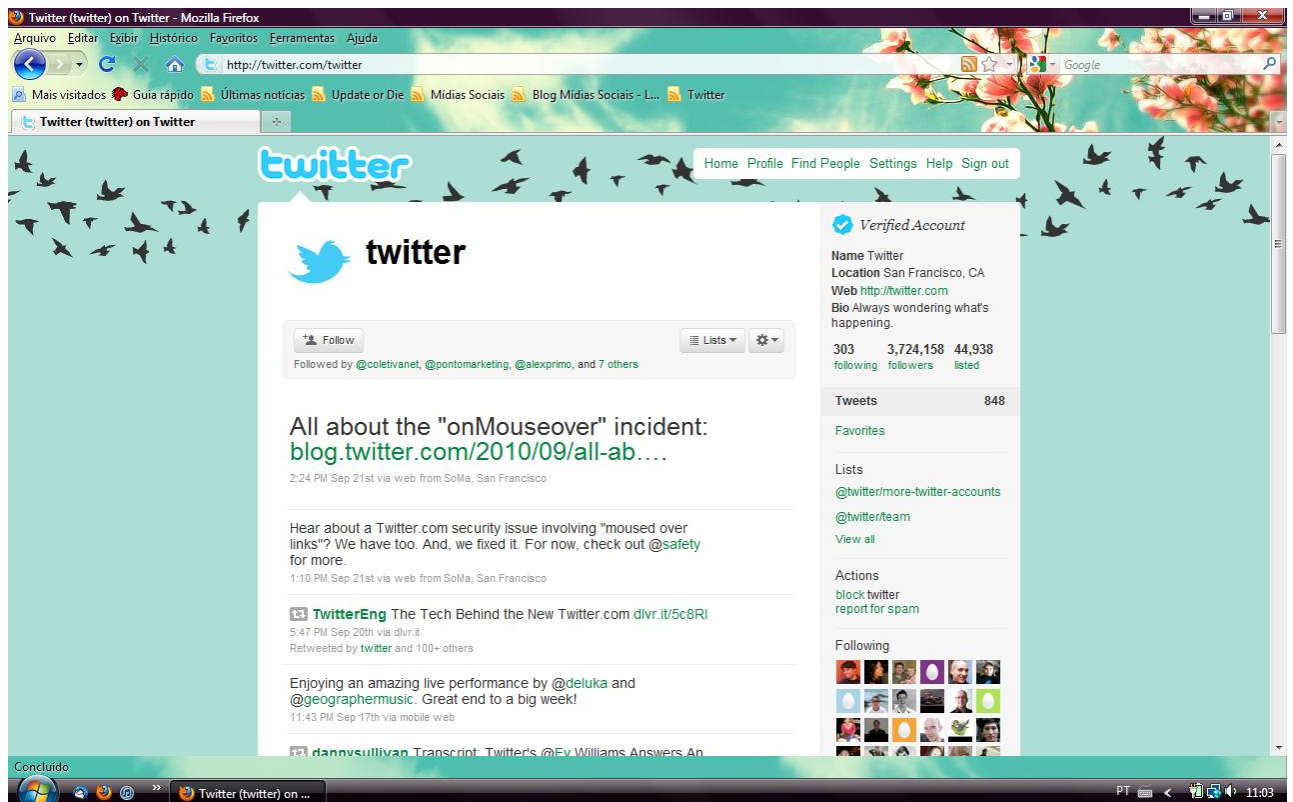 Twitter (twitter) on Twitter - Mozilla Firefox
Arquivo Editar Exibir Histórico Favoritos Ferramentas Ajuda
http://twitter.com/twitter
Google
Mais visitados Guia rápido Últimas notícias Update or Die Mídias Sociais Blog Mídias Sociais - L... Twitter
Twitter (twitter) on Twitter
twitter
Home Profile Find People Settings Help Sign out
twitter
Follow
Lists
Followed by @coletivanet, @pontomarketing, @alexprimo, and 7 others
All about the "onMouseover" incident:
blog.twitter.com/2010/09/all-ab….
2:24 PM Sep 21st via web from SoMa, San Francisco
Hear about a Twitter.com security issue involving "moused over
links"? We have too. And, we fixed it. For now, check out @safety
for more.
1:10 PM Sep 21st via web from SoMa, San Francisco
TwitterEng The Tech Behind the New Twitter.com dlvr.it/5c8Rl
5:47 PM Sep 20th via dlvr.it
Retweeted by twitter and 100+ others
Enjoying an amazing live performance by @deluka and
@geographermusic. Great end to a big week!
11:43 PM Sep 17th via mobile web
dannysullivan Transcript: Twitter's @Ev Williams Answers An
Verified Account
Name Twitter
Location San Francisco, CA
Web http://twitter.com
Bio Always wondering what's
happening.
303 3,724,158 44,938
following followers listed
Tweets 848
Favorites
Lists
@twitter/more-twitter-accounts
@twitter/team
View all
Actions
block twitter
report for spam
Following
Concluído
Twitter (twitter) on ...
PT
11:03